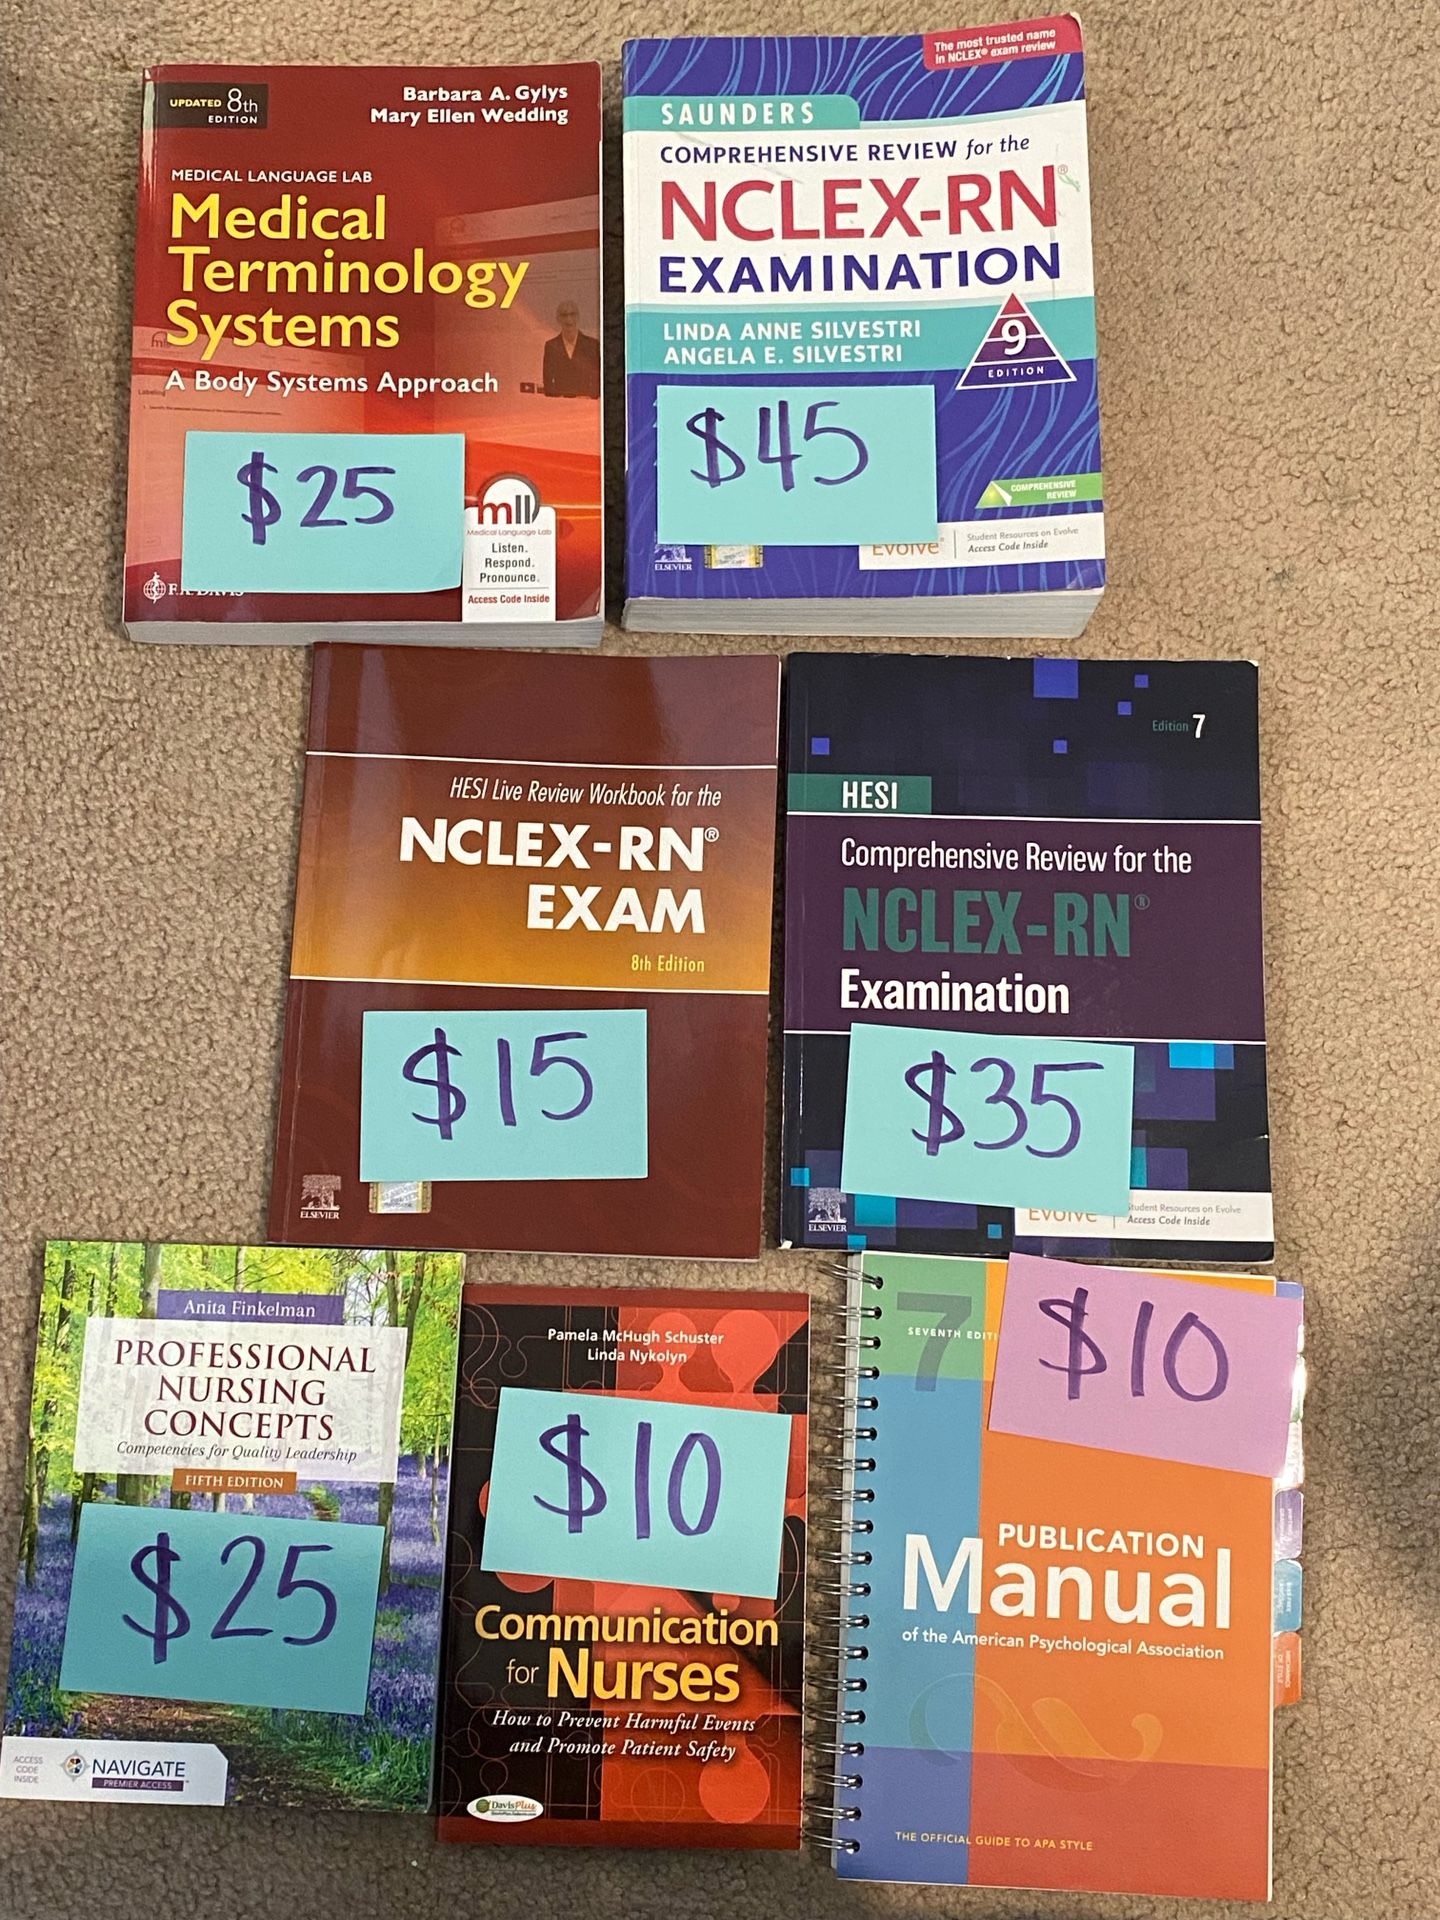 UPDATED 8th
EDITION
Barbara A. Gylys
Mary Ellen Wedding
MEDICAL LANGUAGE LAB
Medical
Terminology
Systems
A Body Systems Approach
$25
mll
Medical Language Lab
Listen.
Respond.
Pronounce.
Access Code Inside
F.A. DAVIS
The most trusted name
in NCLEX® exam review
SAUNDERS
COMPREHENSIVE REVIEW for the
NCLEX-RN®
EXAMINATION
LINDA ANNE SILVESTRI
ANGELA E. SILVESTRI
9
EDITION
$45
COMPREHENSIVE
REVIEW
ELSEVIER
Evolve®
Student Resources on Evolve
Access Code Inside
HESI Live Review Workbook for the
NCLEX-RN®
EXAM
8th Edition
$15
ELSEVIER
Edition 7
HESI
Comprehensive Review for the
NCLEX-RN®
Examination
$35
ELSEVIER
Evolve
Student Resources on Evolve
Access Code Inside
Anita Finkelman
PROFESSIONAL
NURSING
CONCEPTS
Competencies for Quality Leadership
FIFTH EDITION
$25
ACCESS
CODE
INSIDE
NAVIGATE
PREMIER ACCESS
Pamela McHugh Schuster
Linda Nykolyn
$10
Communication
for Nurses
How to Prevent Harmful Events
and Promote Patient Safety
DavisPlus
7
SEVENTH EDITI
$10
PUBLICATION
Manual
of the American Psychological Association
THE OFFICIAL GUIDE TO APA STYLE